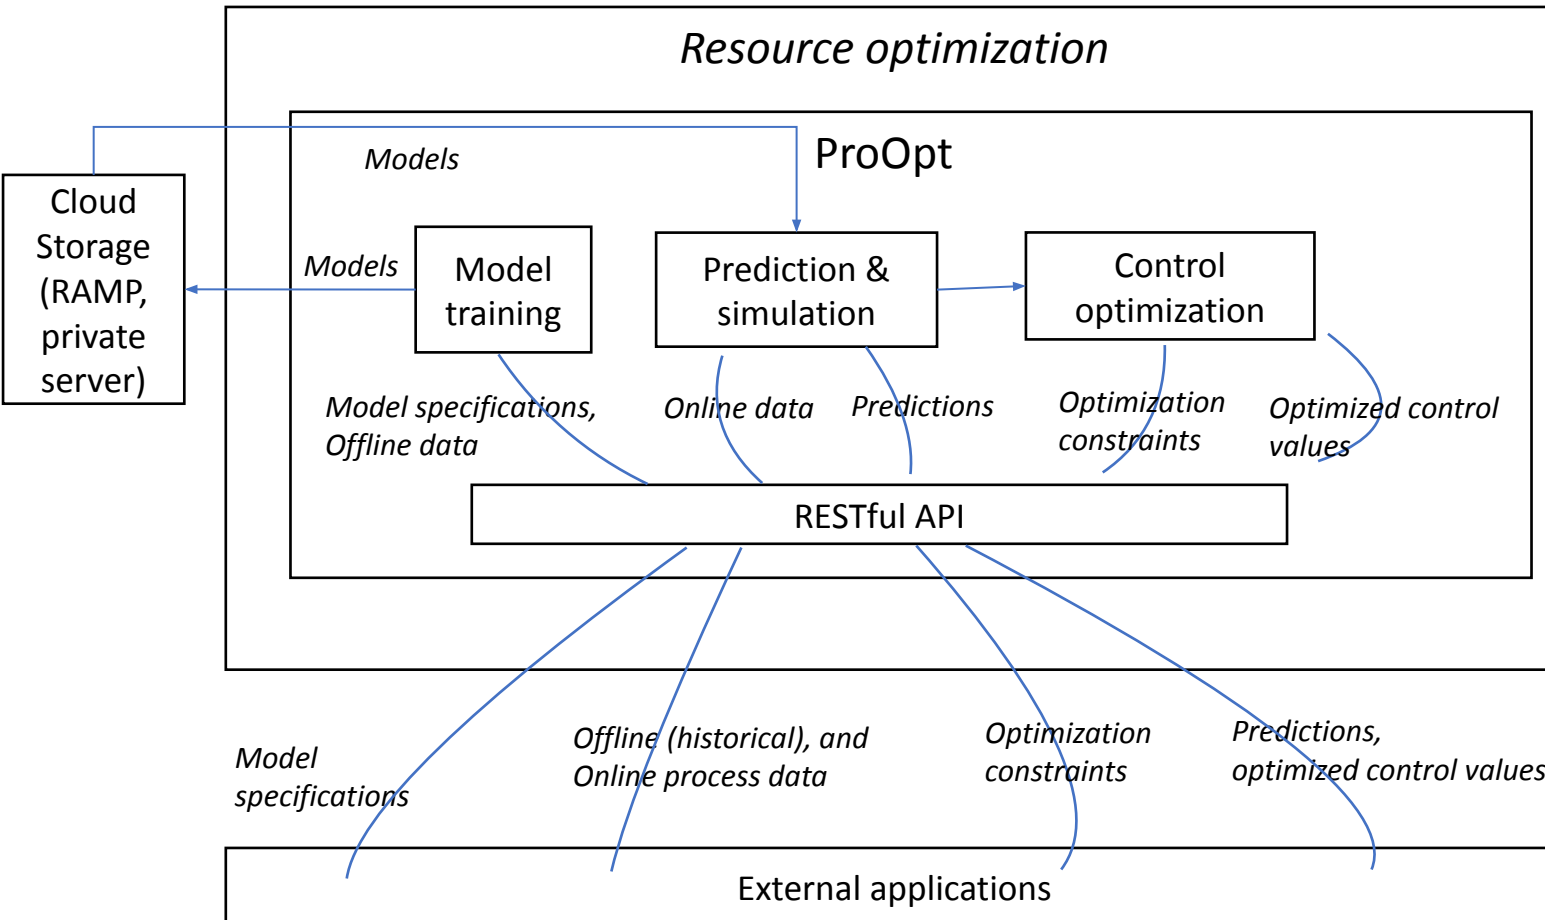 Resource optimization
ProOpt
Models
Cloud
Storage
(RAMP,
private
server)
Models
Model
training
Prediction &
simulation
Control
optimization
Model specifications,
Offline data
Online data
Predictions
Optimization
constraints
Optimized control
values
RESTful API
Model
specifications
Offline (historical), and
Online process data
Optimization
constraints
Predictions,
optimized control values
External applications